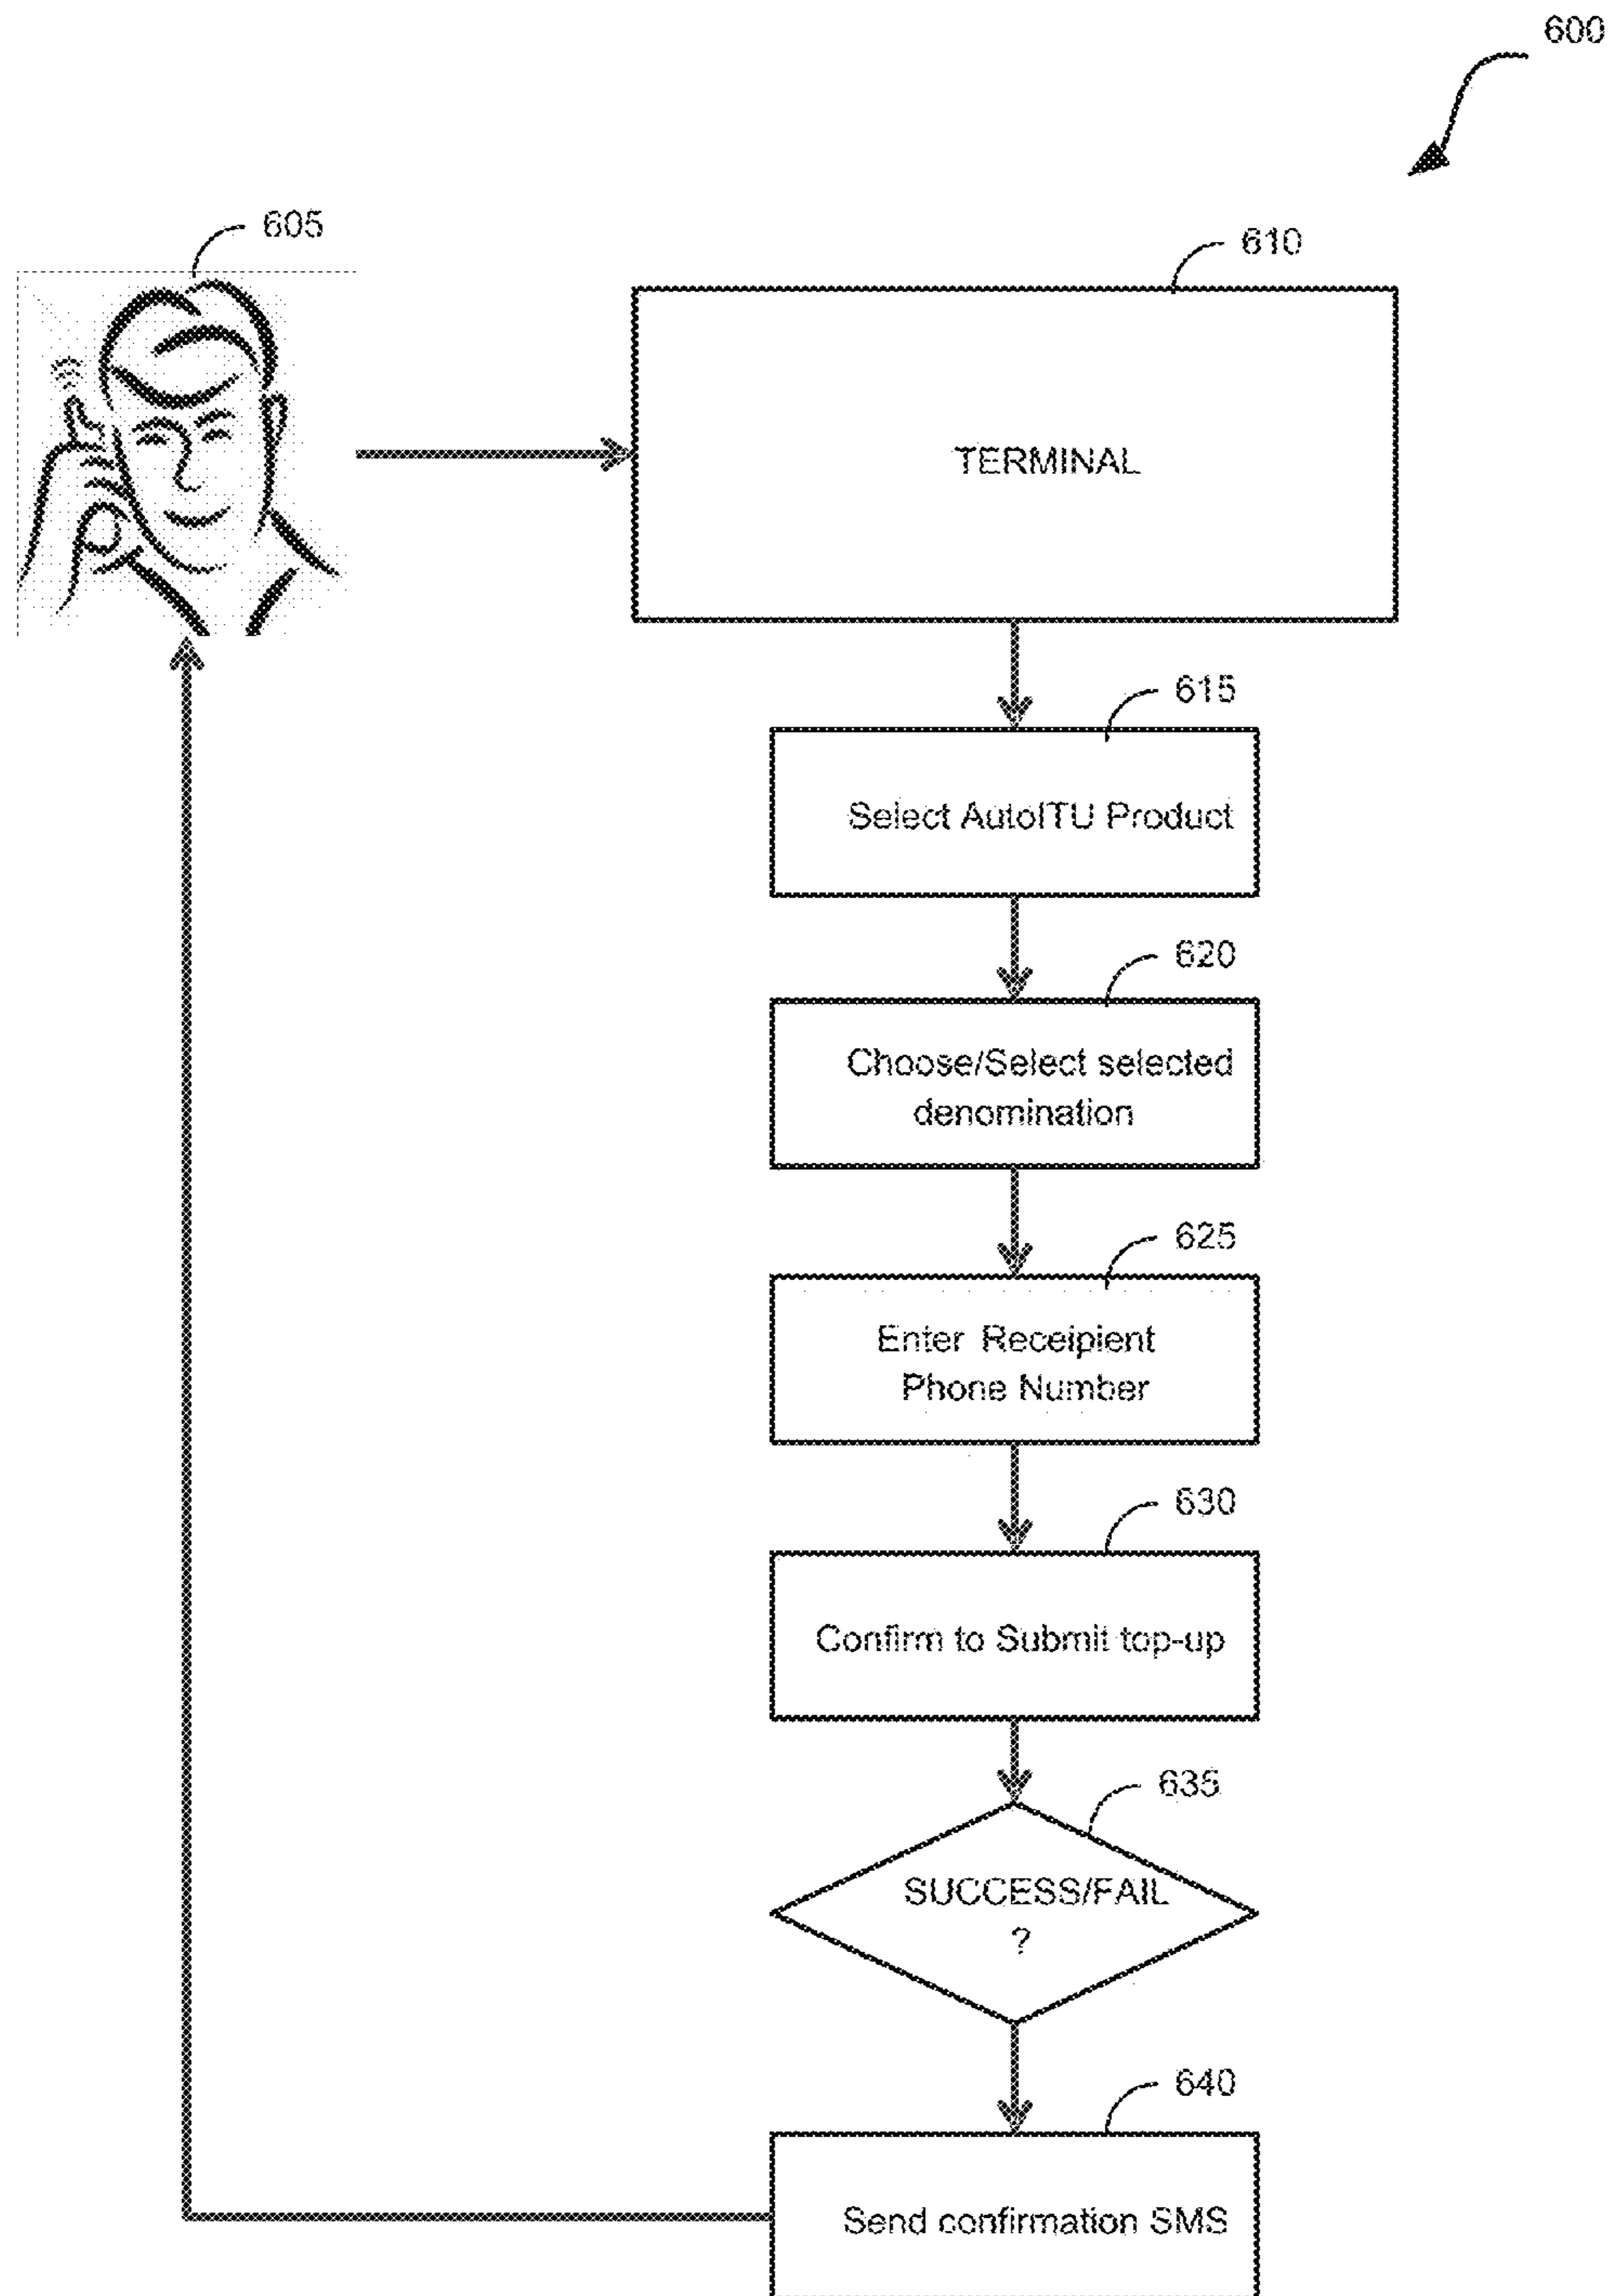 600
605
610
TERMINAL
615
Select AutoITU Product
620
Choose/Select selected
denomination
625
Enter Receipient
Phone Number
630
Confirm to Submit top-up
635
SUCCESS/FAIL
?
640
Send confirmation SMS